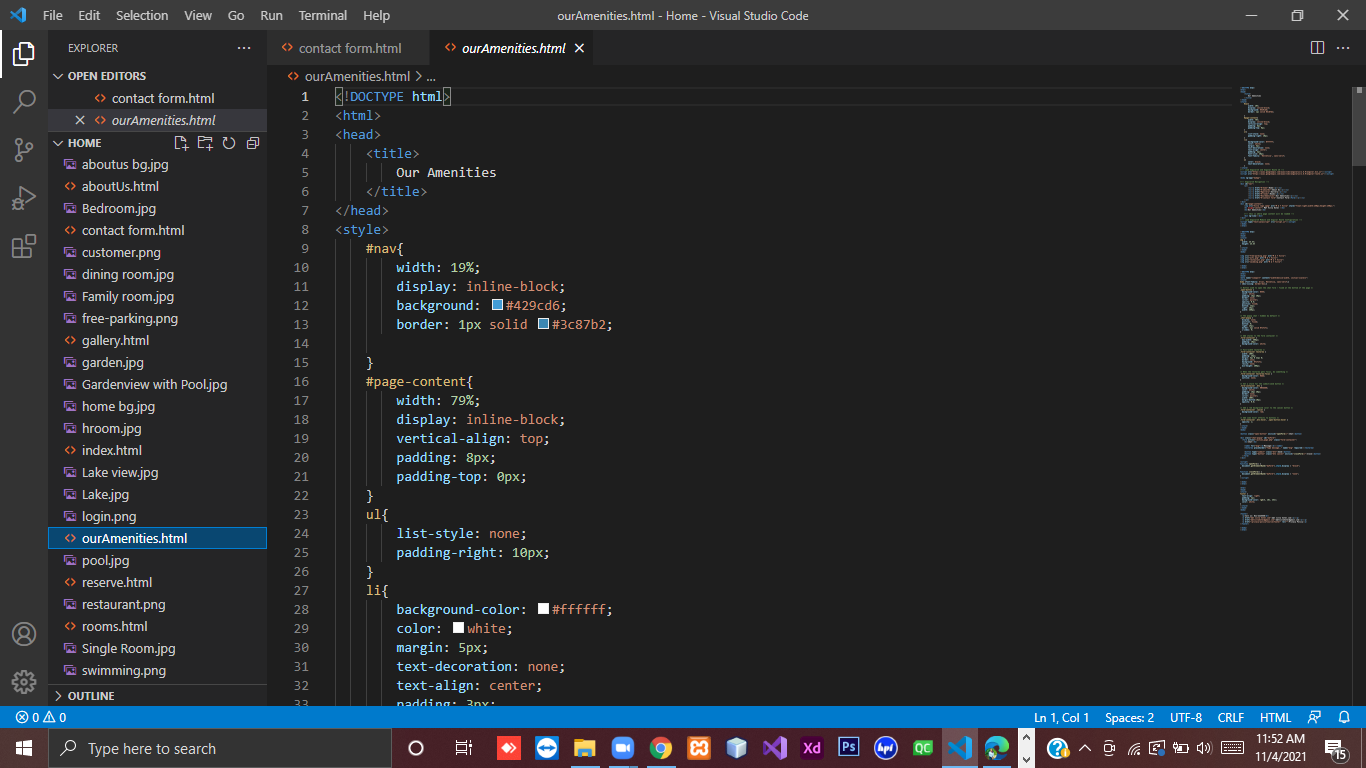 File Edit Selection View Go Run Terminal Help
ourAmenities.html - Home - Visual Studio Code
EXPLORER
OPEN EDITORS
contact form.html
ourAmenities.html
HOME
aboutus bg.jpg
aboutUs.html
Bedroom.jpg
contact form.html
customer.png
dining room.jpg
Family room.jpg
free-parking.png
gallery.html
garden.jpg
Gardenview with Pool.jpg
home bg.jpg
hroom.jpg
index.html
Lake view.jpg
Lake.jpg
login.png
ourAmenities.html
pool.jpg
reserve.html
restaurant.png
rooms.html
Single Room.jpg
swimming.png
OUTLINE
contact form.html
ourAmenities.html
ourAmenities.html > ...
1 <!DOCTYPE html>
2 <html>
3 <head>
4 <title>
5 Our Amenities
6 </title>
7 </head>
8 <style>
9 #nav{
10 width: 19%;
11 display: inline-block;
12 background: #429cd6;
13 border: 1px solid #3c87b2;
14
15 }
16 #page-content{
17 width: 79%;
18 display: inline-block;
19 vertical-align: top;
20 padding: 8px;
21 padding-top: 0px;
22 }
23 ul{
24 list-style: none;
25 padding-right: 10px;
26 }
27 li{
28 background-color: #ffffff;
29 color: white;
30 margin: 5px;
31 text-decoration: none;
32 text-align: center;
33 padding: 3px;
0 0
Ln 1, Col 1 Spaces: 2 UTF-8 CRLF HTML
Type here to search
Xd
Ps
QC
11:52 AM
11/4/2021
15